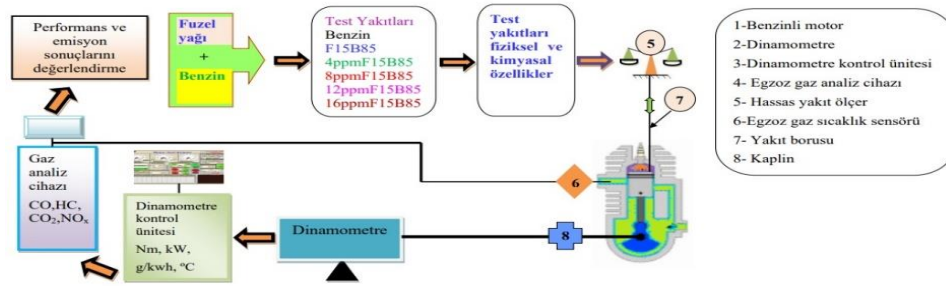 Performans ve
emisyon
sonuçlarını
değerlendirme
Fuzel
yağı
+
Benzin
Test Yakıtları
Benzin
F15B85
4ppmF15B85
8ppmF15B85
12ppmF15B85
16ppmF15B85
Test
yakıtları
fiziksel ve
kimyasal
özellikler
5
7
1-Benzinli motor
2-Dinamometre
3-Dinamometre kontrol ünitesi
4- Egzoz gaz analiz cihazı
5- Hassas yakıt ölçer
6-Egzoz gaz sıcaklık sensörü
7- Yakıt borusu
8- Kaplin
Gaz
analiz
cihazı
CO,HC,
CO₂,NOₓ
Dinamometre
kontrol
ünitesi
Nm, kW,
g/kwh, ºC
Dinamometre
6
8